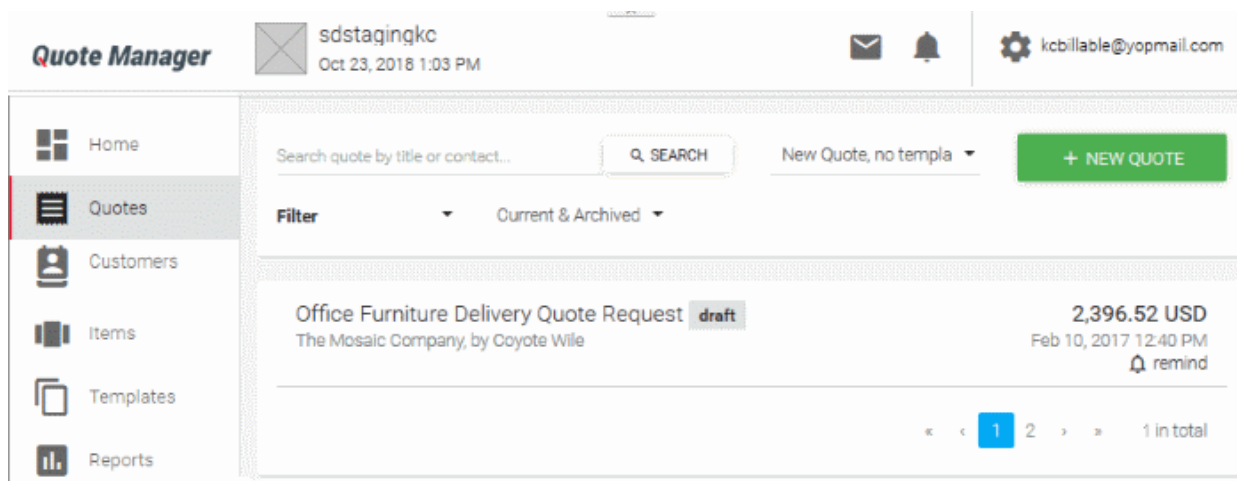 Quote Manager
sdstagingkc
Oct 23, 2018 1:03 PM
kcbillable@yopmail.com
Home
Quotes
Customers
Items
Templates
Reports
Search quote by title or contact...
SEARCH
New Quote, no templa
+ NEW QUOTE
Filter
Current & Archived
Office Furniture Delivery Quote Request draft
The Mosaic Company, by Coyote Wile
2,396.52 USD
Feb 10, 2017 12:40 PM
remind
« ‹ 1 2 › » 1 in total